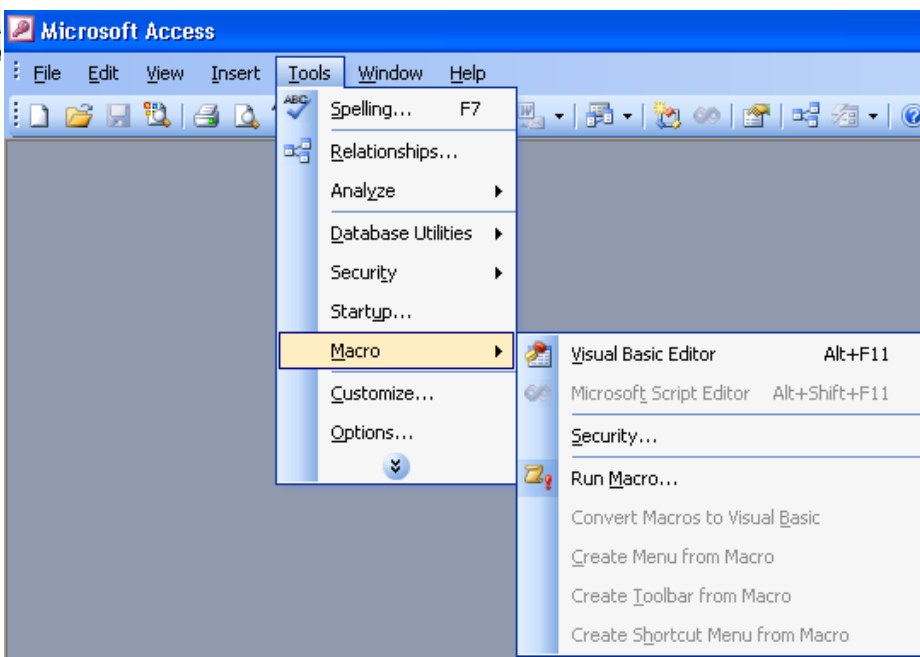 Microsoft Access
File Edit View Insert Tools Window Help
ABC Spelling... F7
Relationships...
Analyze
Database Utilities
Security
Startup...
Macro
Customize...
Options...
Visual Basic Editor Alt+F11
Microsoft Script Editor Alt+Shift+F11
Security...
Run Macro...
Convert Macros to Visual Basic
Create Menu from Macro
Create Toolbar from Macro
Create Shortcut Menu from Macro